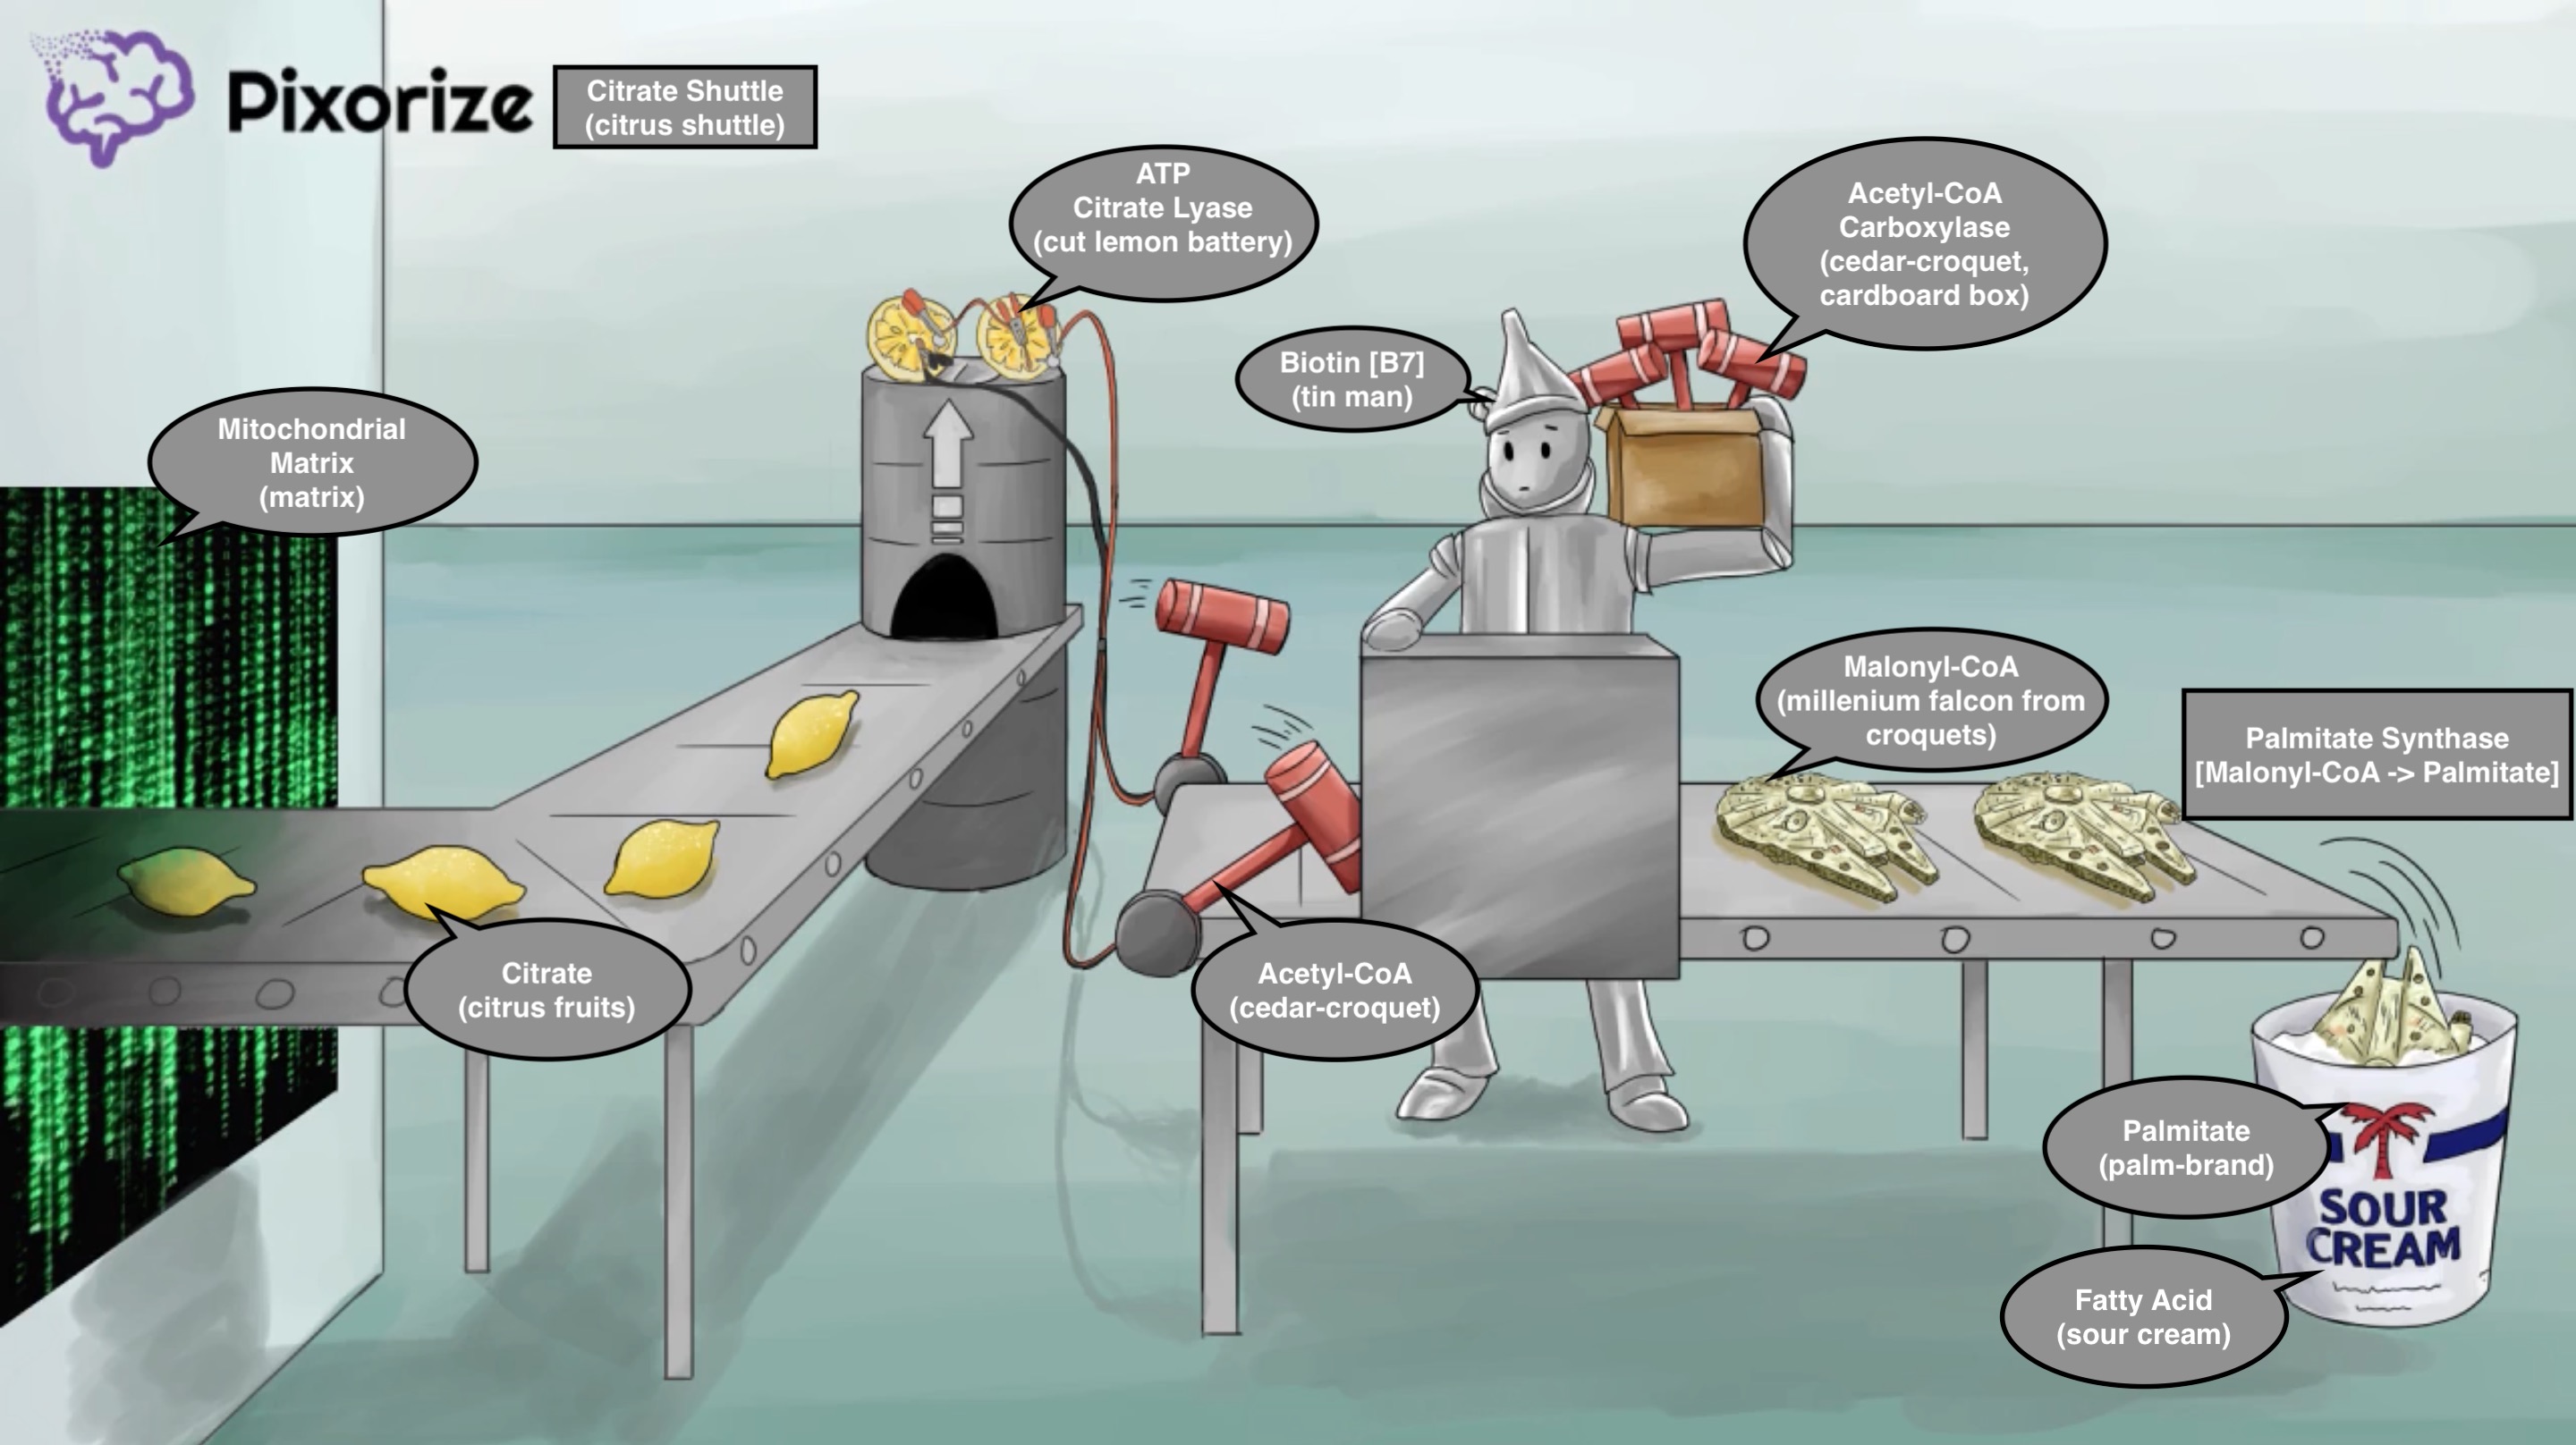 Pixorize
Citrate Shuttle
(citrus shuttle)
ATP
Citrate Lyase
(cut lemon battery)
Acetyl-CoA
Carboxylase
(cedar-croquet,
cardboard box)
Biotin [B7]
(tin man)
Mitochondrial
Matrix
(matrix)
Malonyl-CoA
(millenium falcon from
croquets)
Palmitate Synthase
[Malonyl-CoA -> Palmitate]
Citrate
(citrus fruits)
Acetyl-CoA
(cedar-croquet)
Palmitate
(palm-brand)
SOUR
CREAM
Fatty Acid
(sour cream)